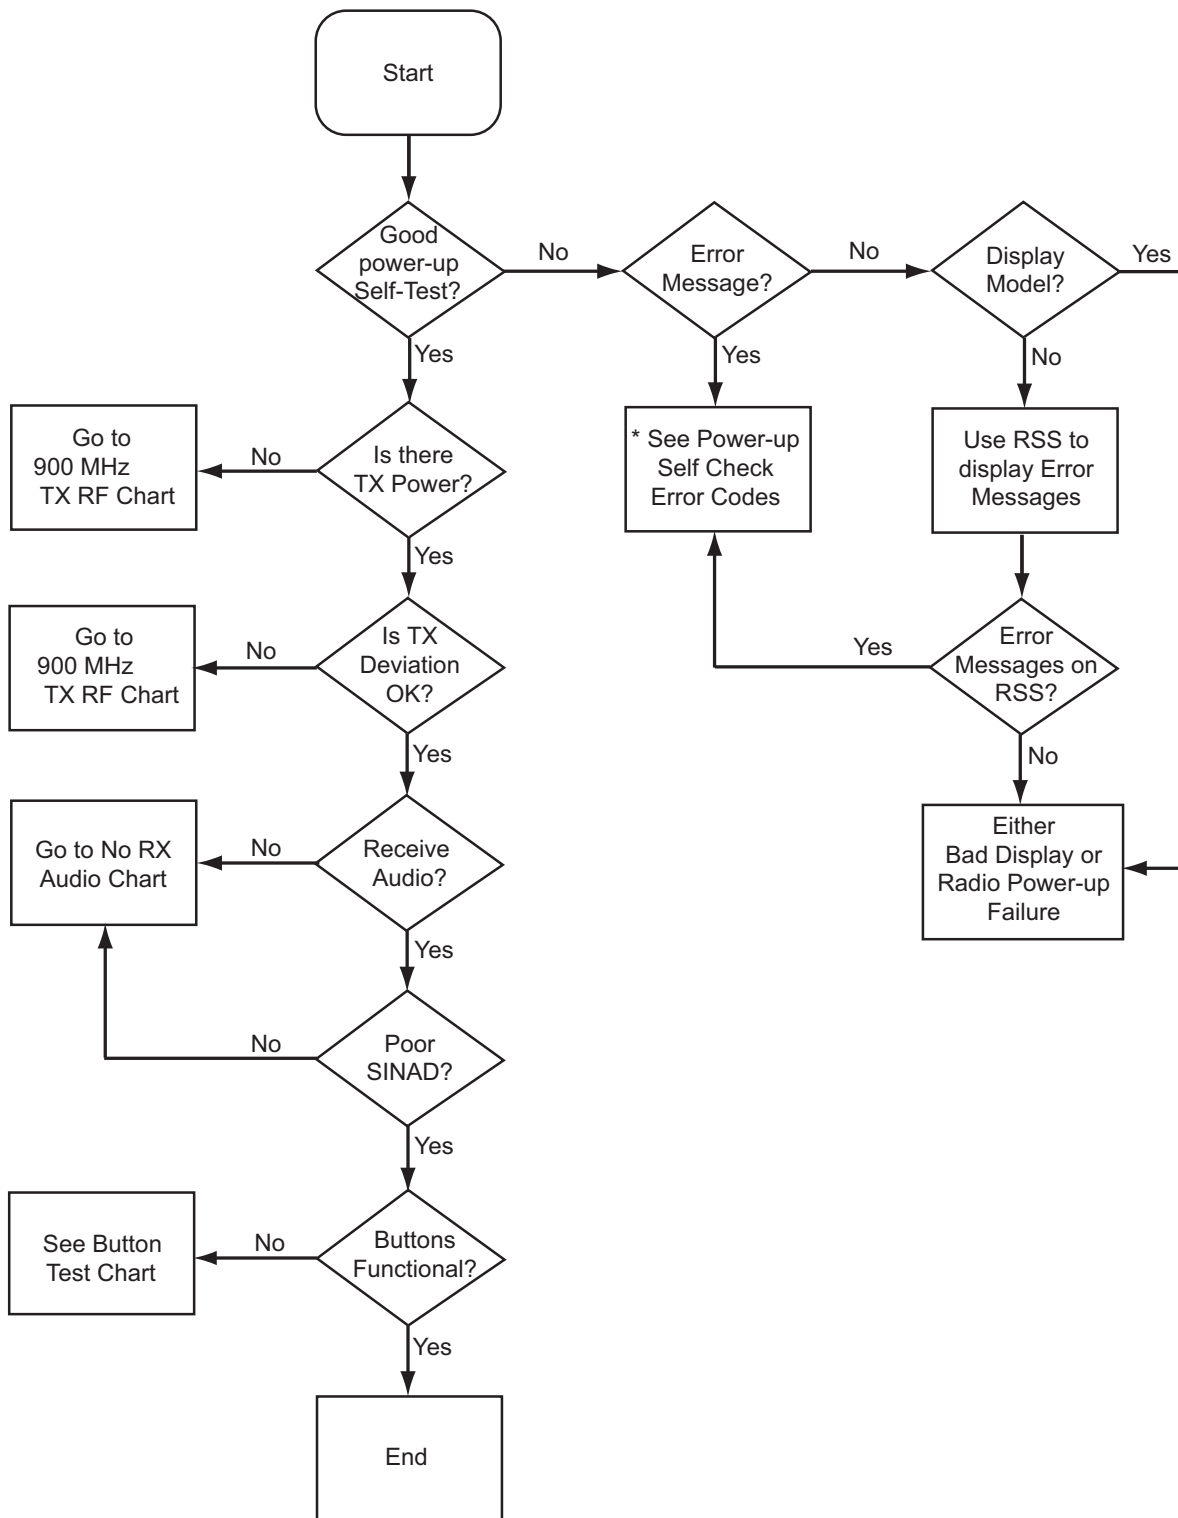 Start
Good
power-up
Self-Test?
No
Error
Message?
No
Display
Model?
Yes
Yes
Yes
No
Go to
900 MHz
TX RF Chart
No
Is there
TX Power?
* See Power-up
Self Check
Error Codes
Use RSS to
display Error
Messages
Yes
Go to
900 MHz
TX RF Chart
No
Is TX
Deviation
OK?
Yes
Error
Messages on
RSS?
Yes
No
Go to No RX
Audio Chart
No
Receive
Audio?
Either
Bad Display or
Radio Power-up
Failure
Yes
No
Poor
SINAD?
Yes
See Button
Test Chart
No
Buttons
Functional?
Yes
End